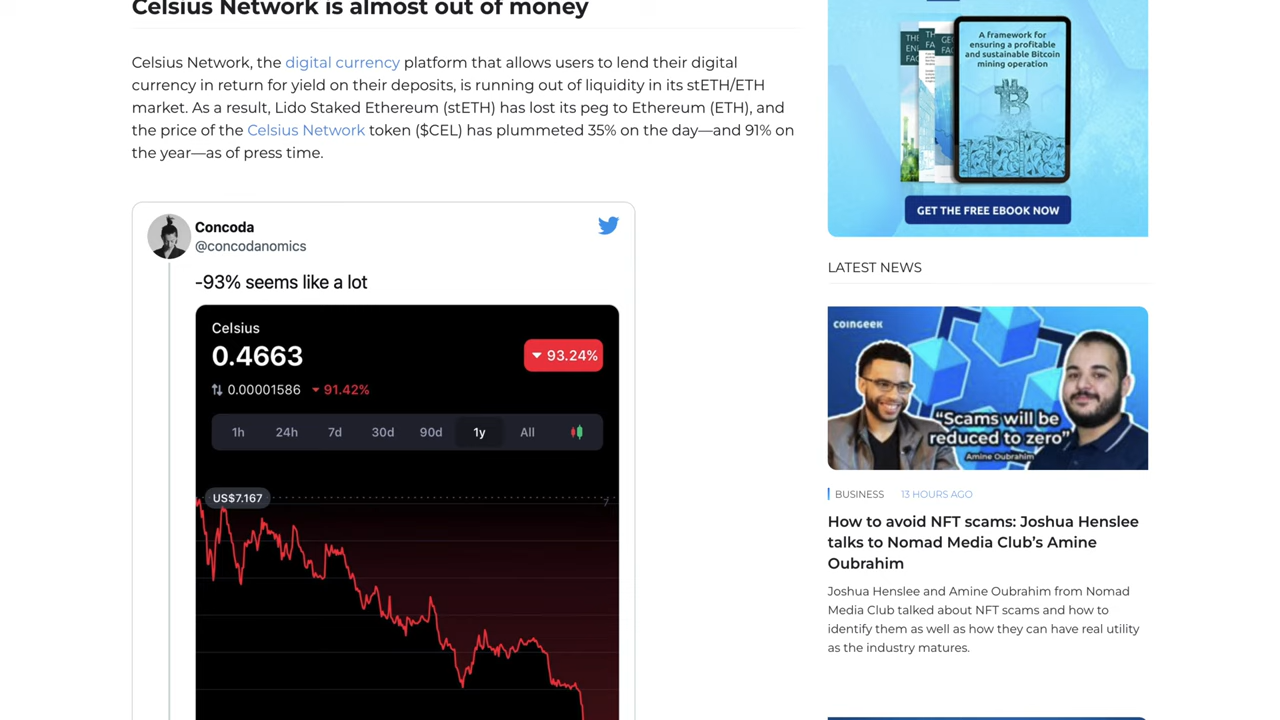 Celsius Network is almost out of money
Celsius Network, the digital currency platform that allows users to lend their digital
currency in return for yield on their deposits, is running out of liquidity in its stETH/ETH
market. As a result, Lido Staked Ethereum (stETH) has lost its peg to Ethereum (ETH), and
the price of the Celsius Network token ($CEL) has plummeted 35% on the day—and 91% on
the year—as of press time.
Concoda
@concodanomics
-93% seems like a lot
Celsius
0.4663
93.24%
0.00001586 91.42%
1h 24h 7d 30d 90d 1y All
US$7.167
7
A framework for
ensuring a profitable
and sustainable Bitcoin
mining operation
GET THE FREE EBOOK NOW
LATEST NEWS
COINGEEK
“Scams will be
reduced to zero”
Amine Oubrahim
BUSINESS 13 HOURS AGO
How to avoid NFT scams: Joshua Henslee
talks to Nomad Media Club’s Amine
Oubrahim
Joshua Henslee and Amine Oubrahim from Nomad
Media Club talked about NFT scams and how to
identify them as well as how they can have real utility
as the industry matures.